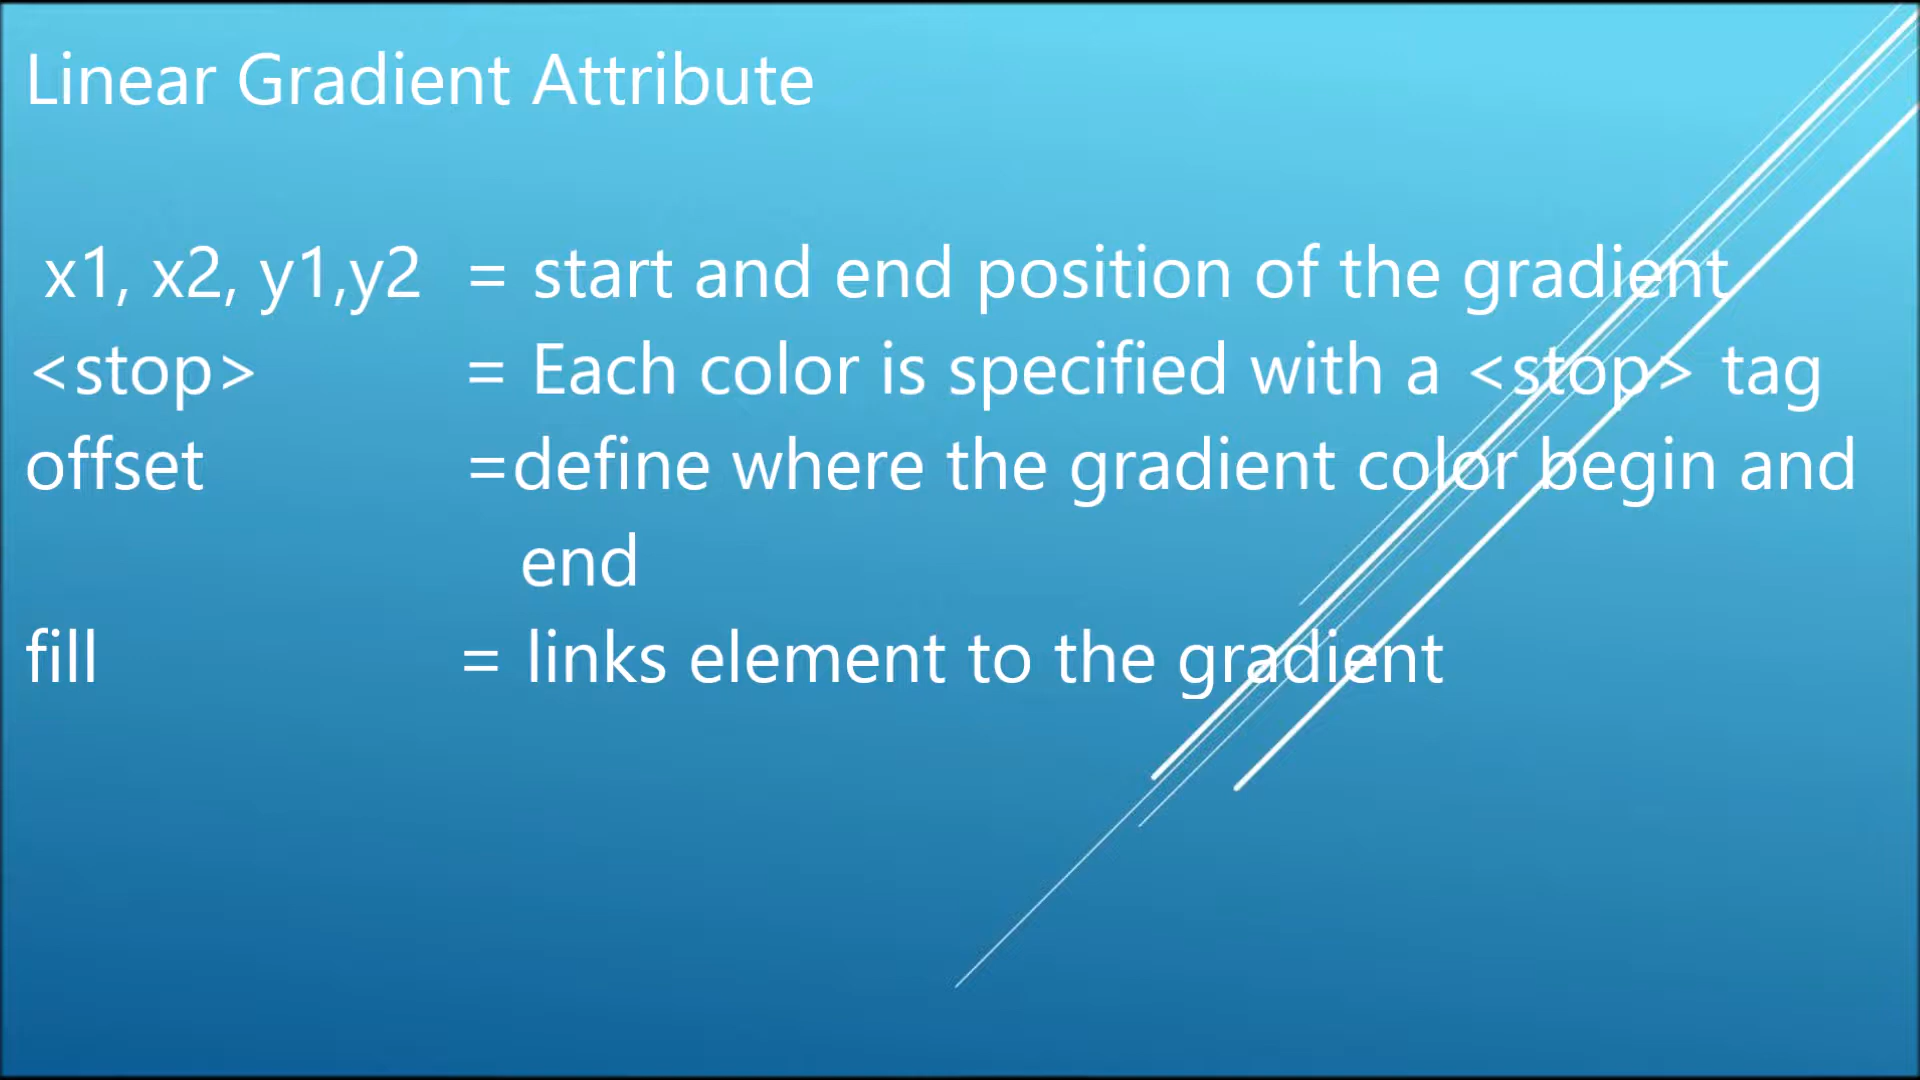 Linear Gradient Attribute
x1, x2, y1,y2 = start and end position of the gradient
<stop> = Each color is specified with a <stop> tag
offset =define where the gradient color begin and
end
fill = links element to the gradient